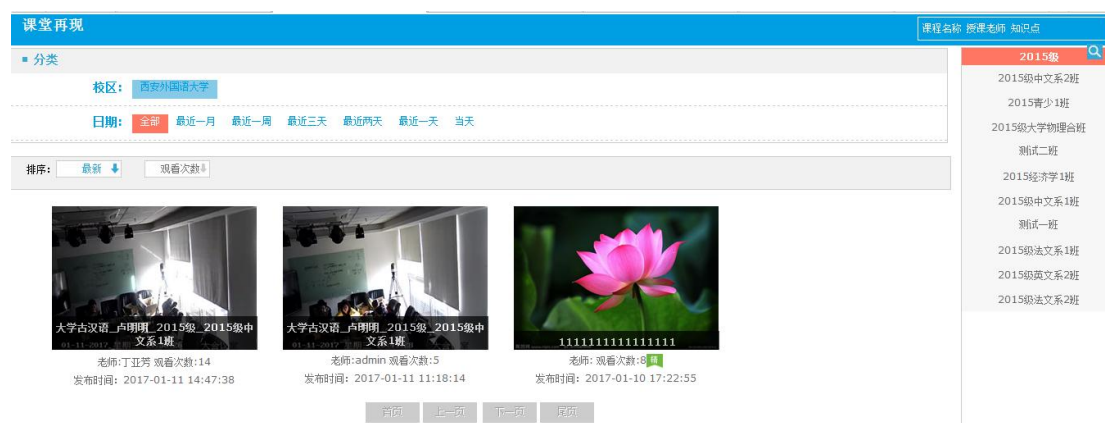 课堂再现
课程名称 授课老师 知识点
分类
校区： 西安外国语大学
日期： 全部 最近一月 最近一周 最近三天 最近两天 最近一天 当天
排序： 最新 观看次数
大学古汉语_卢明明_2015级_2015级中
文系1班
老师:丁亚芳 观看次数:14
发布时间：2017-01-11 14:47:38
大学古汉语_卢明明_2015级_2015级中
文系1班
老师:admin 观看次数:5
发布时间：2017-01-11 11:18:14
1111111111111111
老师: 观看次数:8 精
发布时间：2017-01-10 17:22:55
首页 上一页 下一页 尾页
2015级
2015级中文系2班
2015青少1班
2015级大学物理合班
测试二班
2015经济学1班
2015级中文系1班
测试一班
2015级法文系1班
2015级英文系2班
2015级法文系2班